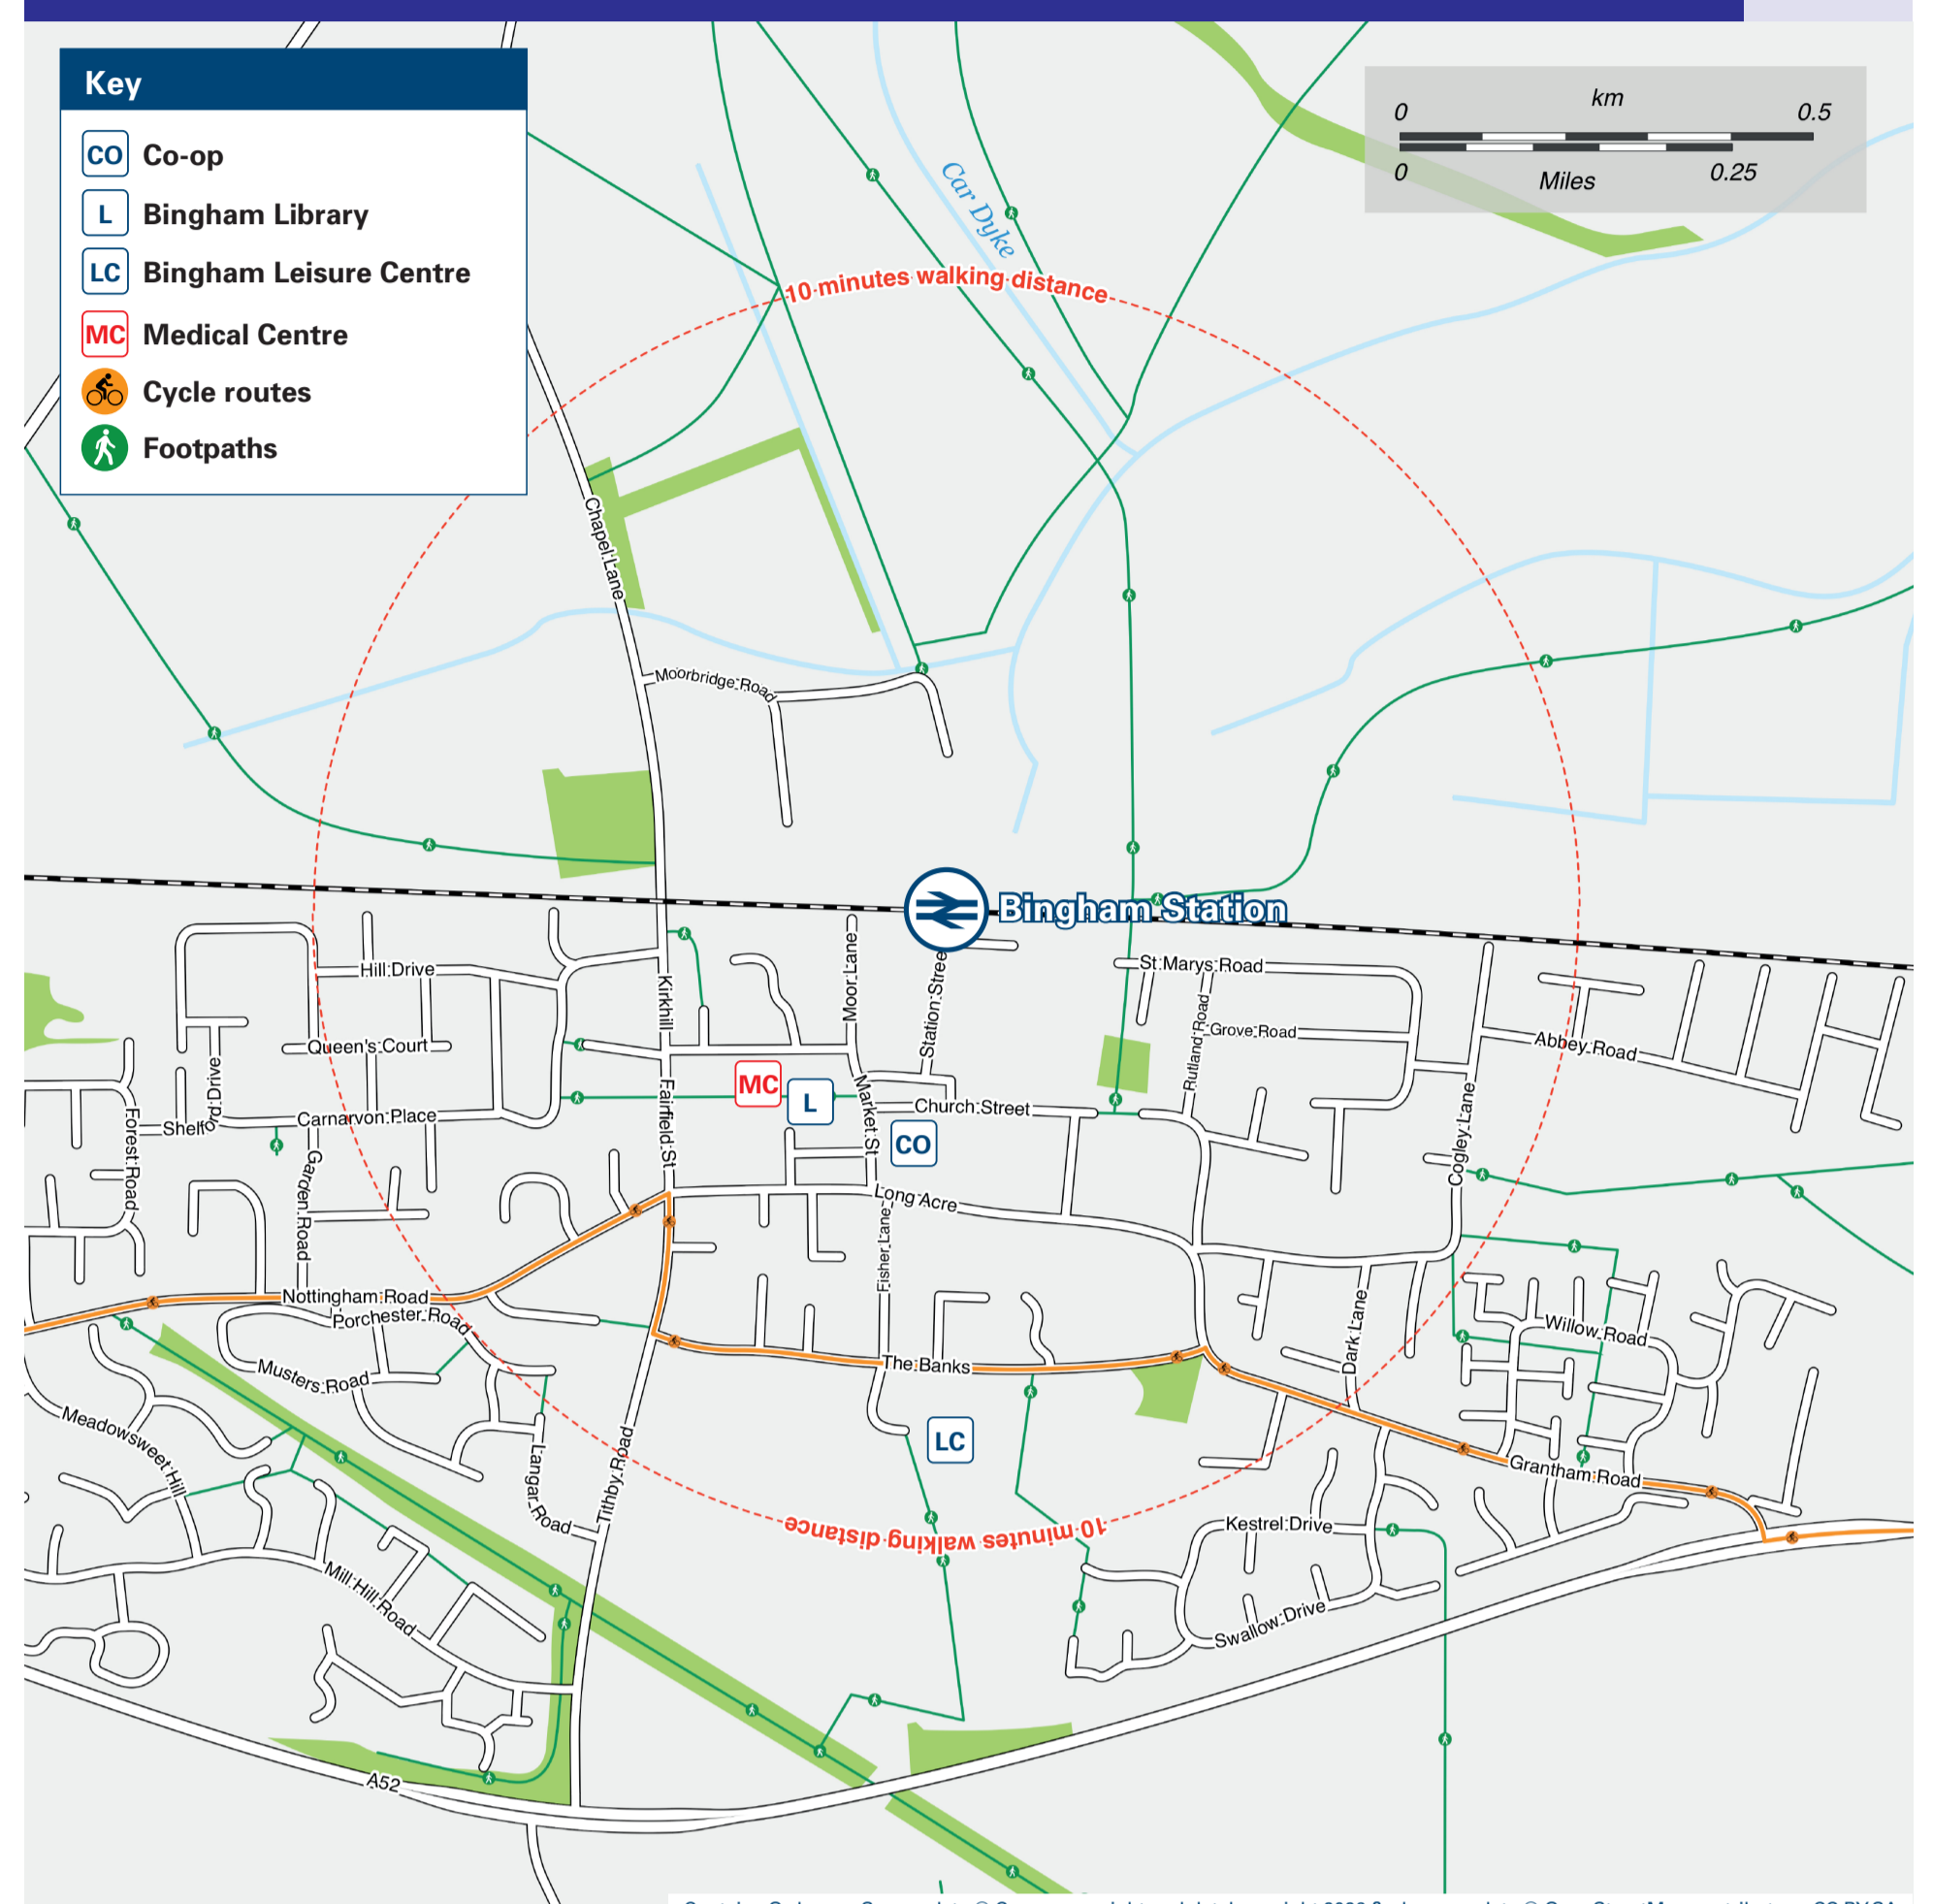 Key
CO Co-op
L Bingham Library
LC Bingham Leisure Centre
MC Medical Centre
Cycle routes
Footpaths
km
0 0.5
0 0.25
Miles
Car Dyke
10 minutes walking distance
Chapel Lane
Moorbridge Road
Bingham Station
Hill Drive
Kirkhill
Moor Lane
Station Stree
St Marys Road
Queen's Court
Rutland Road
Grove Road
Abbey Road
MC
L
Fairfield St
Market St
Church Street
Carnarvon Place
Shelfo
rd Drive
Forest Road
Garden Road
CO
Cogley Lane
Long Acre
Fisher Lane
Nottingham Road
Porchester Road
Musters Road
The Banks
Dark Lane
Willow Road
Meadowsweet Hill
LC
Langar Road
Tithby Road
Grantham Road
10 minutes walking distance
Kestrel Drive
Mill Hill Road
Swallow Drive
A52